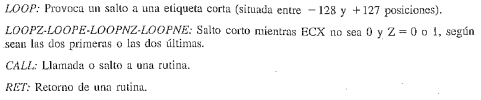 LOOP: Provoca un salto a una etiqueta corta (situada entre −128 y +127 posiciones).
LOOPZ-LOOPE-LOOPNZ-LOOPNE: Salto corto mientras ECX no sea 0 y Z = 0 o 1, según
sean las dos primeras o las dos últimas.
CALL: Llamada o salto a una rutina.
RET: Retorno de una rutina.